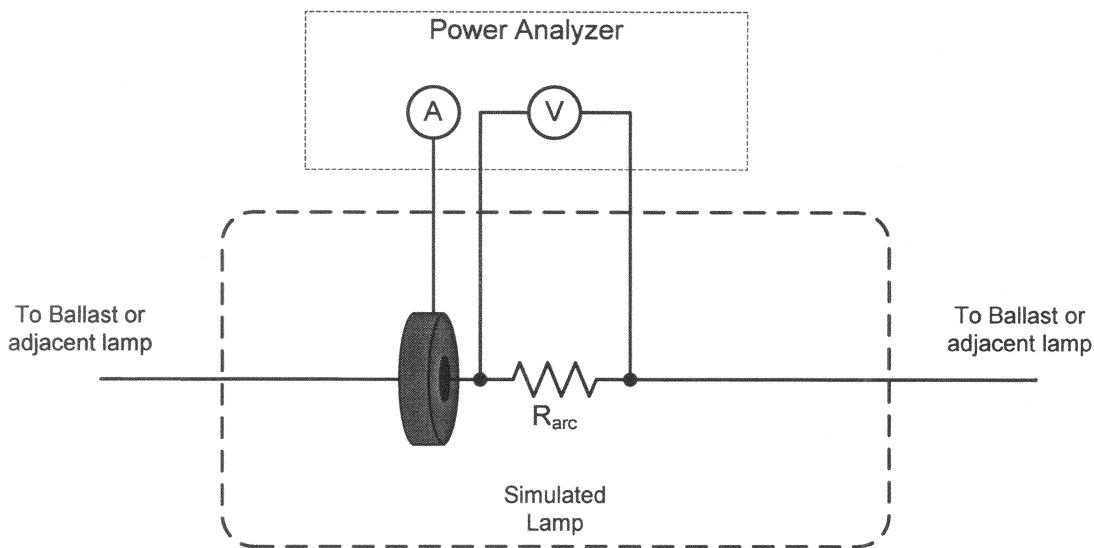 Power Analyzer
A
V
To Ballast or
adjacent lamp
To Ballast or
adjacent lamp
Rarc
Simulated
Lamp